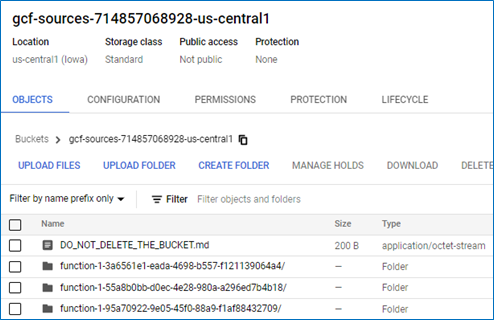 gcf-sources-714857068928-us-central1
Location Storage class Public access Protection
us-central1 (Iowa) Standard Not public None
OBJECTS CONFIGURATION PERMISSIONS PROTECTION LIFECYCLE
Buckets > gcf-sources-714857068928-us-central1
UPLOAD FILES UPLOAD FOLDER CREATE FOLDER MANAGE HOLDS DOWNLOAD DELETE
Filter by name prefix only Filter Filter objects and folders
Name Size Type
DO_NOT_DELETE_THE_BUCKET.md 200 B application/octet-stream
function-1-3a6561e1-eada-4698-b557-f121139064a4/ — Folder
function-1-55a8b0bb-d0ec-4e28-980a-a296ed7b4b18/ — Folder
function-1-95a70922-9e05-45f0-88a9-f1af88432709/ — Folder